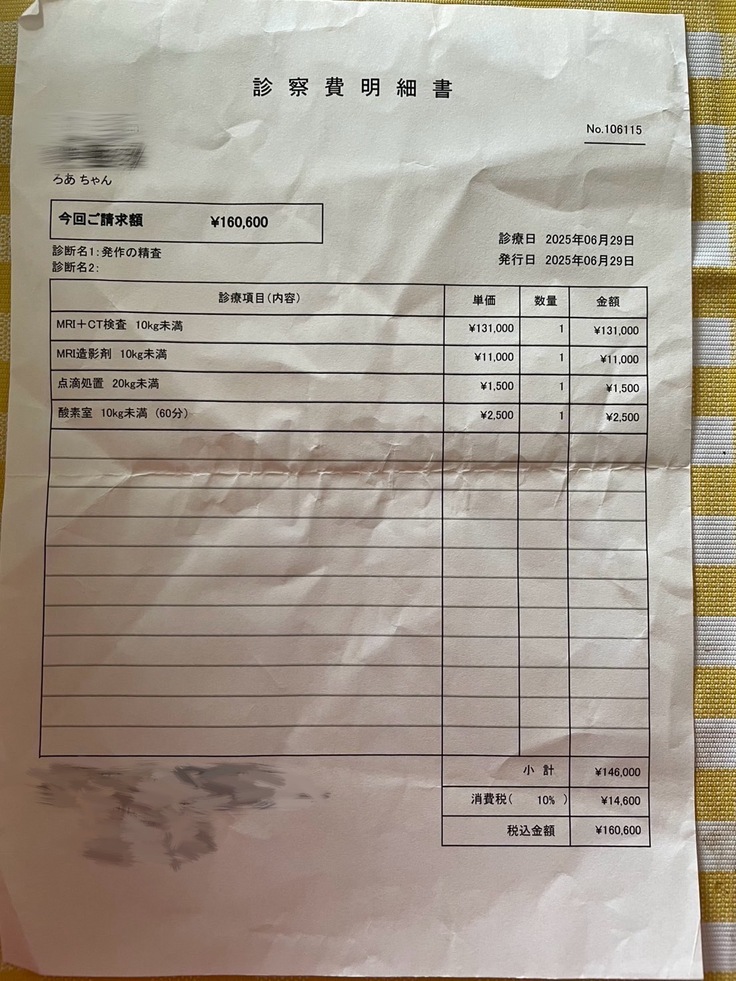 診察費明細書
No.106115
ろあ ちゃん
今回ご請求額 ¥160,600
診療日 2025年06月29日
発行日 2025年06月29日
診断名1:発作の精査
診断名2:
診療項目(内容) 単価 数量 金額
MRI+CT検査 10kg未満 ¥131,000 1 ¥131,000
MRI造影剤 10kg未満 ¥11,000 1 ¥11,000
点滴処置 20kg未満 ¥1,500 1 ¥1,500
酸素室 10kg未満 (60分) ¥2,500 1 ¥2,500
小計 ¥146,000
消費税( 10% ) ¥14,600
税込金額 ¥160,600